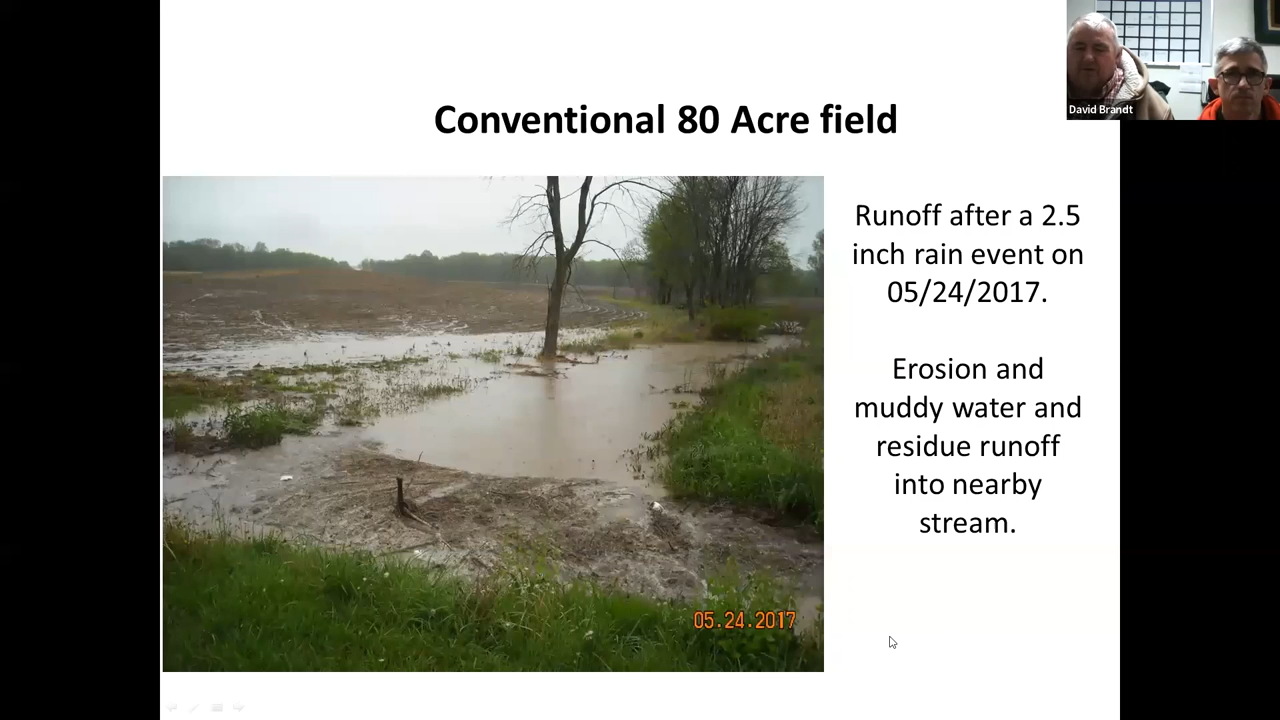 David Brandt
Conventional 80 Acre field
Runoff after a 2.5
inch rain event on
05/24/2017.
Erosion and
muddy water and
residue runoff
into nearby
stream.
05.24.2017